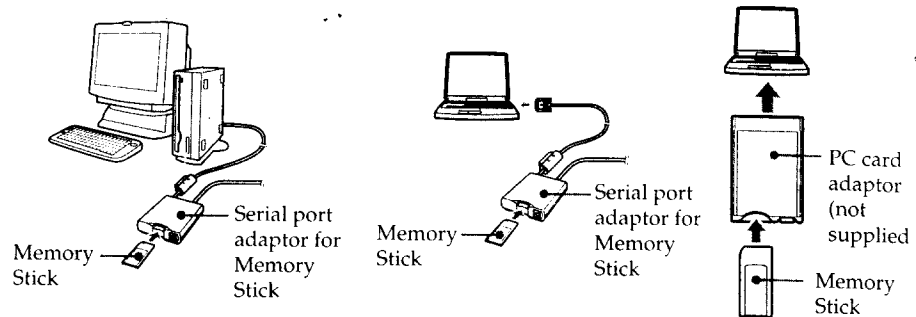 Serial port
adaptor for
Memory
Stick
Memory
Stick
Serial port
adaptor for
Memory
Stick
Memory
Stick
PC card
adaptor
(not
supplied
Memory
Stick